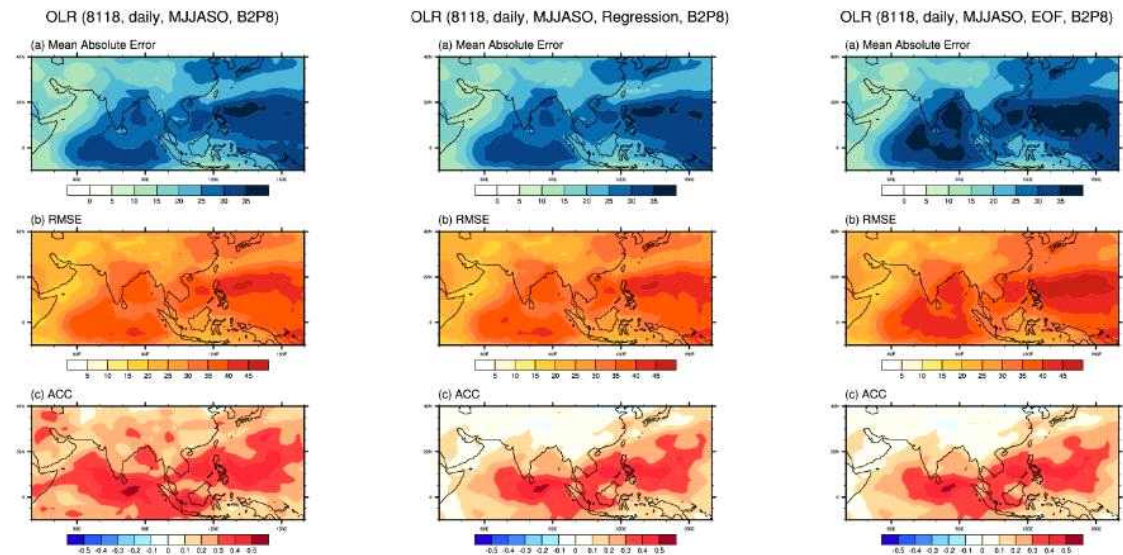 OLR (8118, daily, MJJASO, B2P8)
(a) Mean Absolute Error
0 5 10 15 20 25 30 35
(b) RMSE
5 10 15 20 25 30 35 40 45
(c) ACC
-0.5 -0.4 -0.3 -0.2 -0.1 0 0.1 0.2 0.3 0.4 0.5
OLR (8118, daily, MJJASO, Regression, B2P8)
(a) Mean Absolute Error
0 5 10 15 20 25 30 35
(b) RMSE
5 10 15 20 25 30 35 40 45
(c) ACC
-0.5 -0.4 -0.3 -0.2 -0.1 0 0.1 0.2 0.3 0.4 0.5
OLR (8118, daily, MJJASO, EOF, B2P8)
(a) Mean Absolute Error
0 5 10 15 20 25 30 35
(b) RMSE
5 10 15 20 25 30 35 40 45
(c) ACC
-0.5 -0.4 -0.3 -0.2 -0.1 0 0.1 0.2 0.3 0.4 0.5